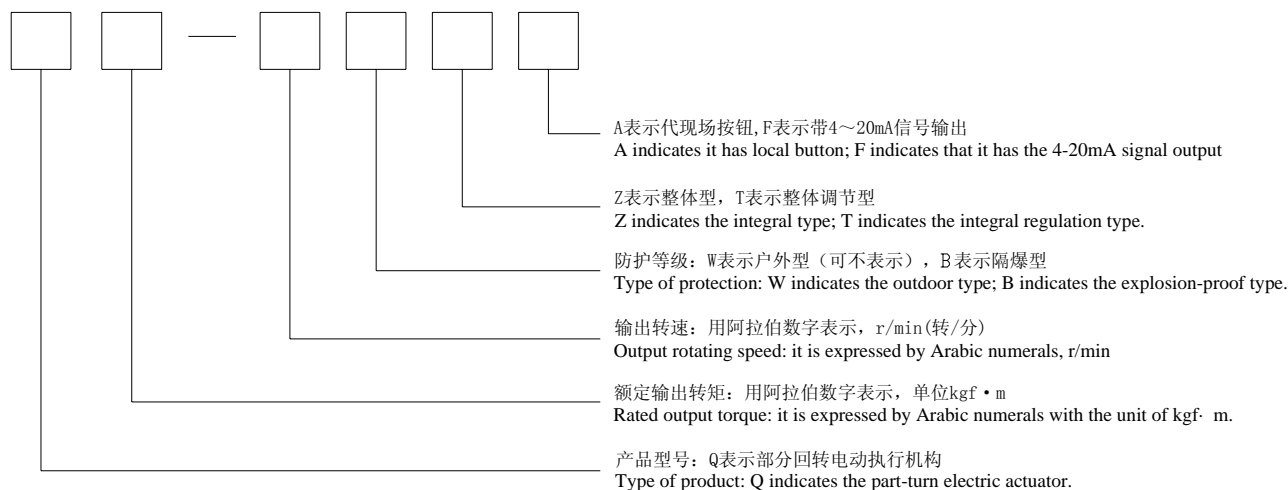 A表示代现场按钮,F表示带4～20mA信号输出
A indicates it has local button; F indicates that it has the 4-20mA signal output
Z表示整体型，T表示整体调节型
Z indicates the integral type; T indicates the integral regulation type.
防护等级：W表示户外型（可不表示），B表示隔爆型
Type of protection: W indicates the outdoor type; B indicates the explosion-proof type.
输出转速：用阿拉伯数字表示，r/min(转/分)
Output rotating speed: it is expressed by Arabic numerals, r/min
额定输出转矩：用阿拉伯数字表示，单位kgf·m
Rated output torque: it is expressed by Arabic numerals with the unit of kgf· m.
产品型号：Q表示部分回转电动执行机构
Type of product: Q indicates the part-turn electric actuator.